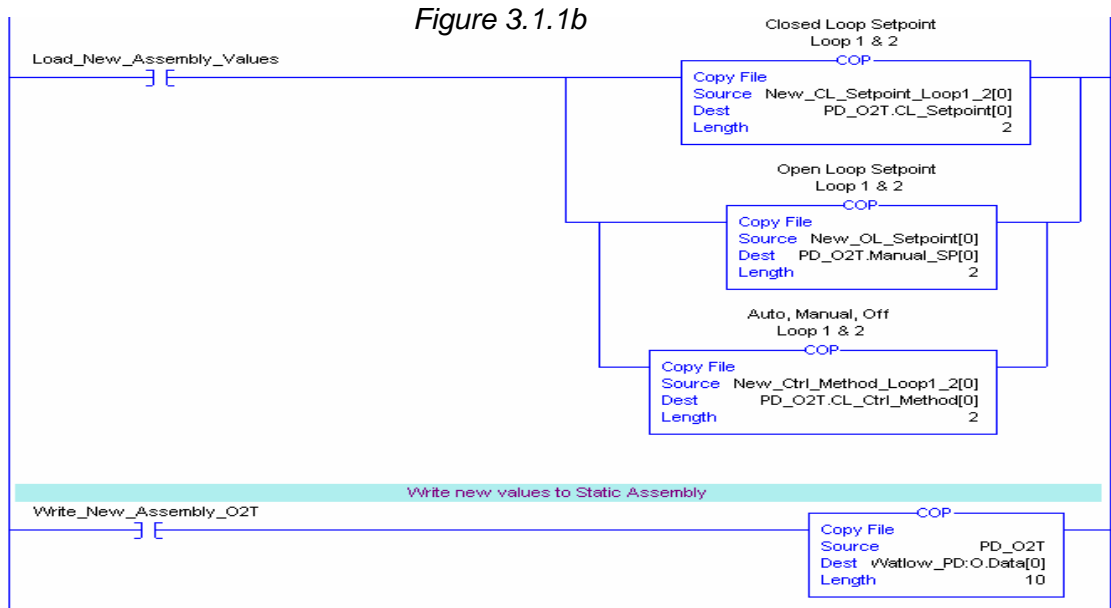 Figure 3.1.1b
Closed Loop Setpoint
Loop 1 & 2
Load_New_Assembly_Values
COP
Copy File
Source New_CL_Setpoint_Loop1_2[0]
Dest PD_O2T.CL_Setpoint[0]
Length 2
Open Loop Setpoint
Loop 1 & 2
COP
Copy File
Source New_OL_Setpoint[0]
Dest PD_O2T.Manual_SP[0]
Length 2
Auto, Manual, Off
Loop 1 & 2
COP
Copy File
Source New_Ctrl_Method_Loop1_2[0]
Dest PD_O2T.CL_Ctrl_Method[0]
Length 2
Write new values to Static Assembly
Write_New_Assembly_O2T
COP
Copy File
Source PD_O2T
Dest Watlow_PD:O.Data[0]
Length 10